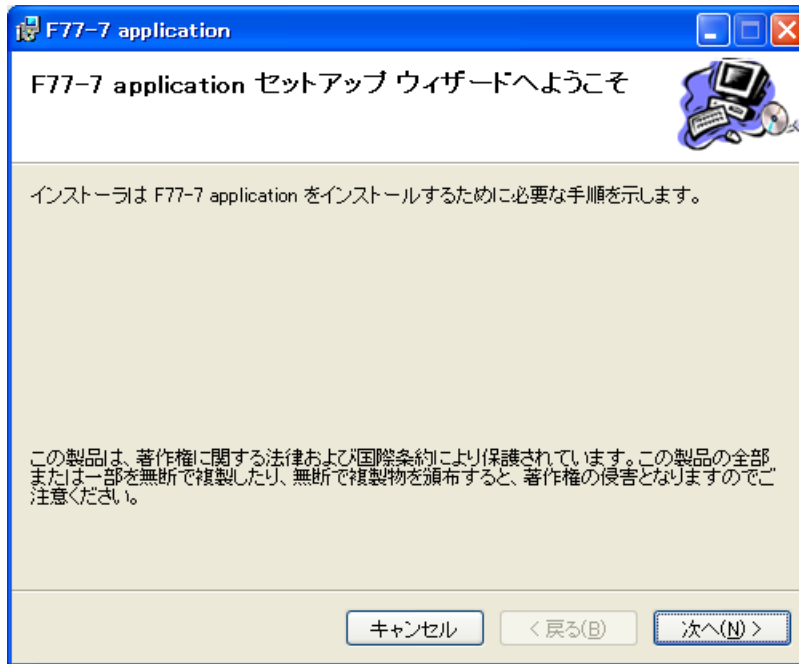 F77-7 application
F77-7 application セットアップ ウィザードへようこそ
インストーラは F77-7 application をインストールするために必要な手順を示します。
この製品は、著作権に関する法律および国際条約により保護されています。この製品の全部
または一部を無断で複製したり、無断で複製物を頒布すると、著作権の侵害となりますのでご
注意ください。
キャンセル
< 戻る(B)
次へ(N) >